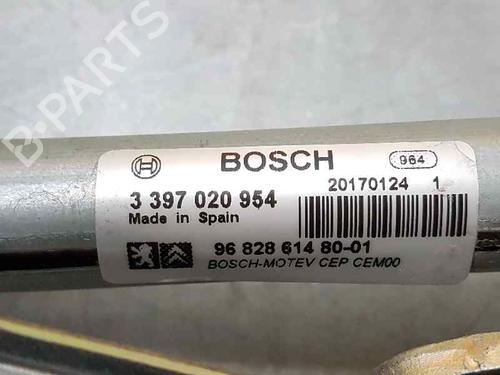 BOSCH
964
3 397 020 954
20170124 1
Made in Spain
96 828 614 80-01
BOSCH-MOTEV CEP CEM00
B-PARTS